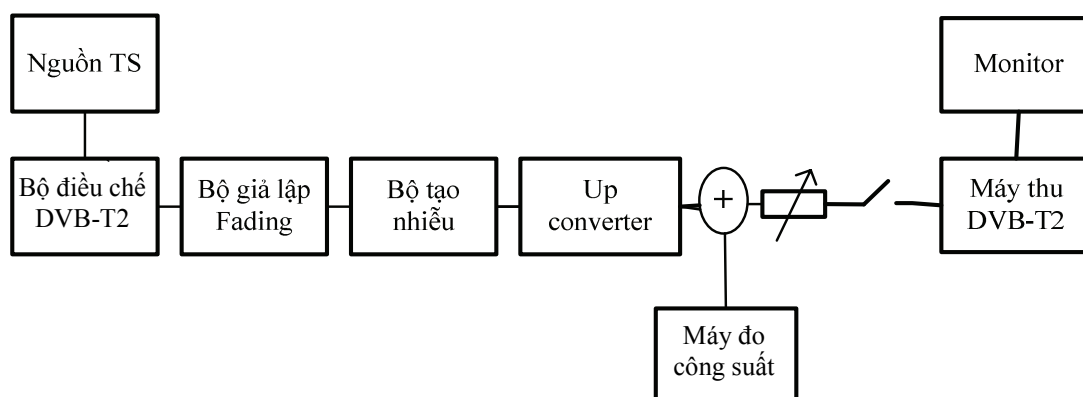 Nguồn TS
Monitor
Bộ điều chế
DVB-T2
Bộ giả lập
Fading
Bộ tạo
nhiễu
Up
converter
+
Máy thu
DVB-T2
Máy đo
công suất